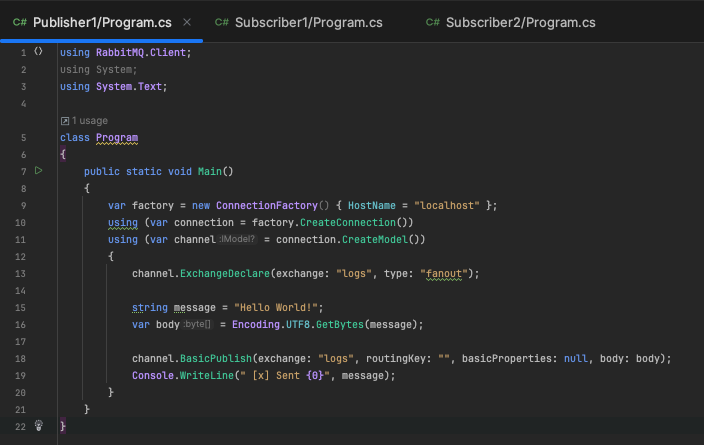 C# Publisher1/Program.cs × C# Subscriber1/Program.cs C# Subscriber2/Program.cs
1 using RabbitMQ.Client;
2 using System;
3 using System.Text;
4
1 usage
5 class Program
6 {
7 public static void Main()
8 {
9 var factory = new ConnectionFactory() { HostName = "localhost" };
10 using (var connection = factory.CreateConnection())
11 using (var channel :IModel? = connection.CreateModel())
12 {
13 channel.ExchangeDeclare(exchange: "logs", type: "fanout");
14
15 string message = "Hello World!";
16 var body :byte[] = Encoding.UTF8.GetBytes(message);
17
18 channel.BasicPublish(exchange: "logs", routingKey: "", basicProperties: null, body: body);
19 Console.WriteLine(" [x] Sent {0}", message);
20 }
21 }
22 }